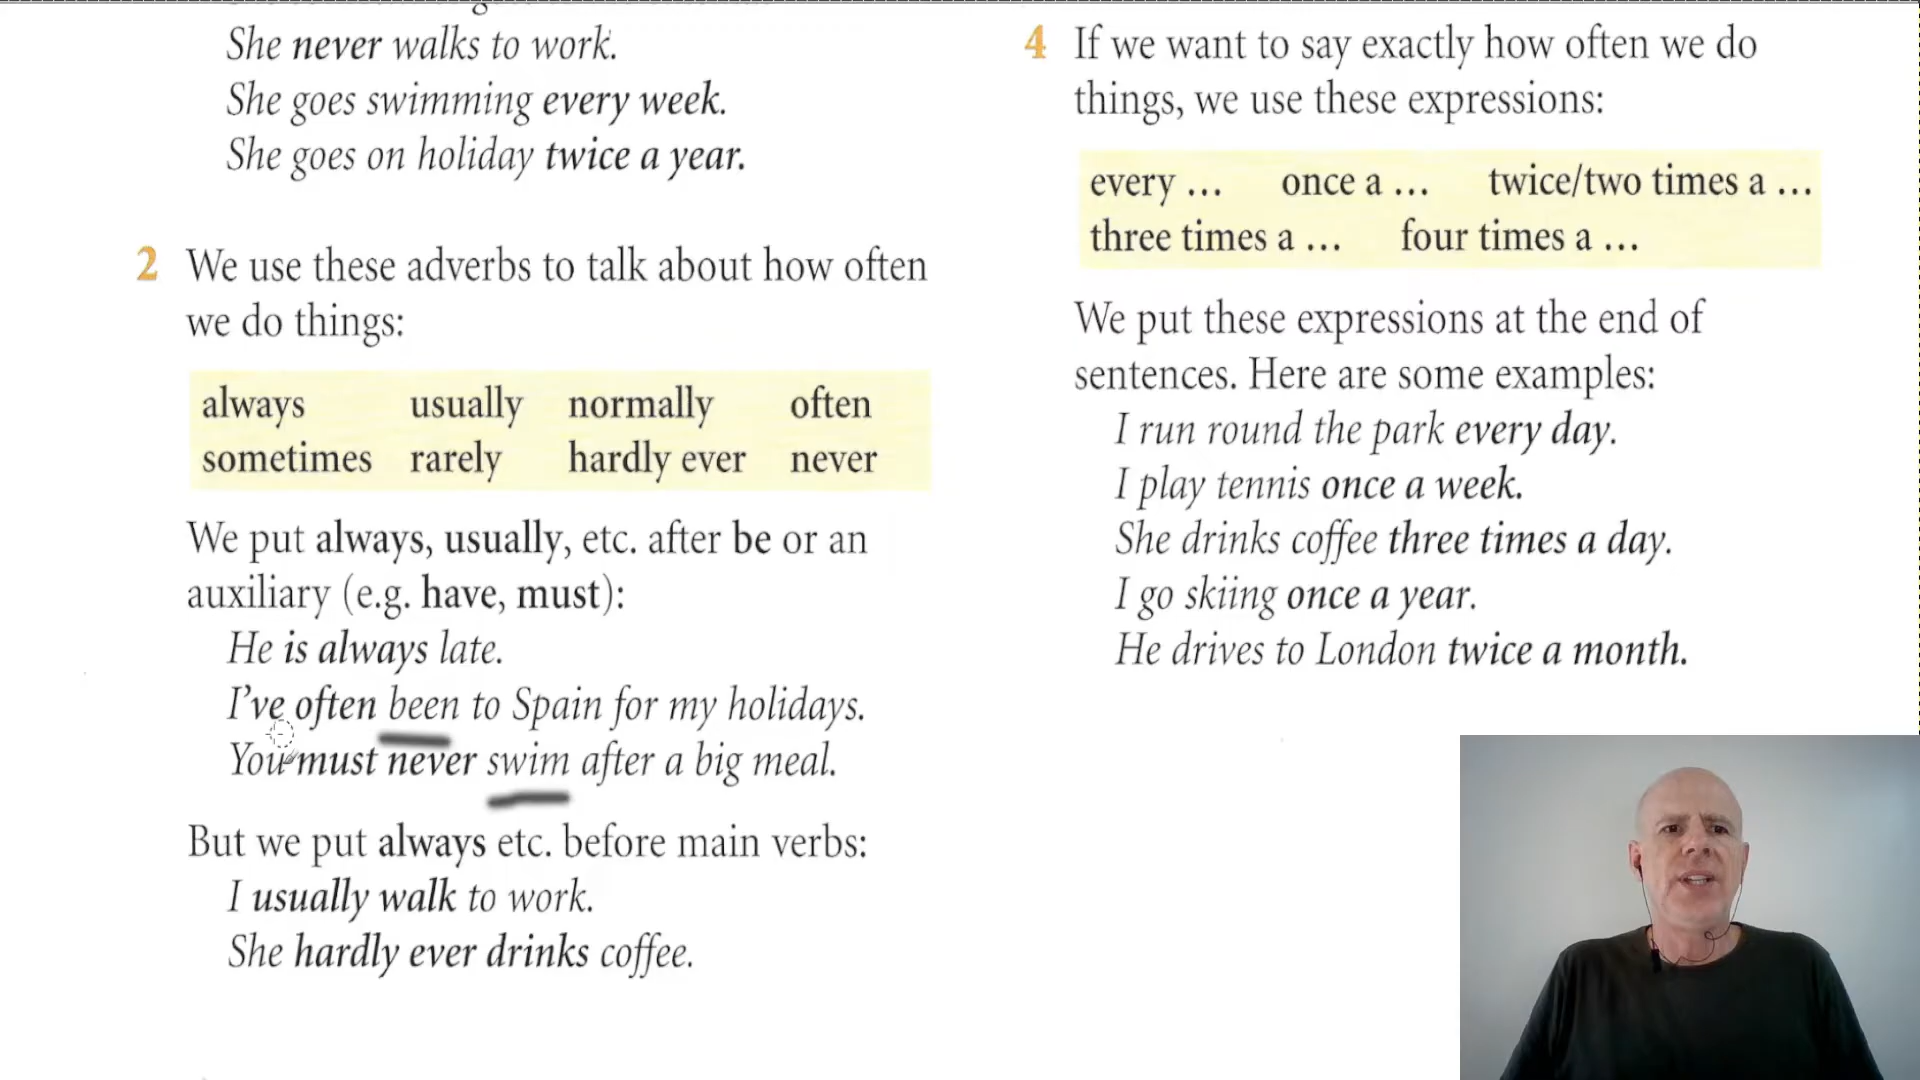 She never walks to work.
She goes swimming every week.
She goes on holiday twice a year.
2 We use these adverbs to talk about how often
we do things:
always usually normally often
sometimes rarely hardly ever never
We put always, usually, etc. after be or an
auxiliary (e.g. have, must):
He is always late.
I've often been to Spain for my holidays.
You must never swim after a big meal.
But we put always etc. before main verbs:
I usually walk to work.
She hardly ever drinks coffee.
4 If we want to say exactly how often we do
things, we use these expressions:
every ... once a ... twice/two times a ...
three times a ... four times a ...
We put these expressions at the end of
sentences. Here are some examples:
I run round the park every day.
I play tennis once a week.
She drinks coffee three times a day.
I go skiing once a year.
He drives to London twice a month.